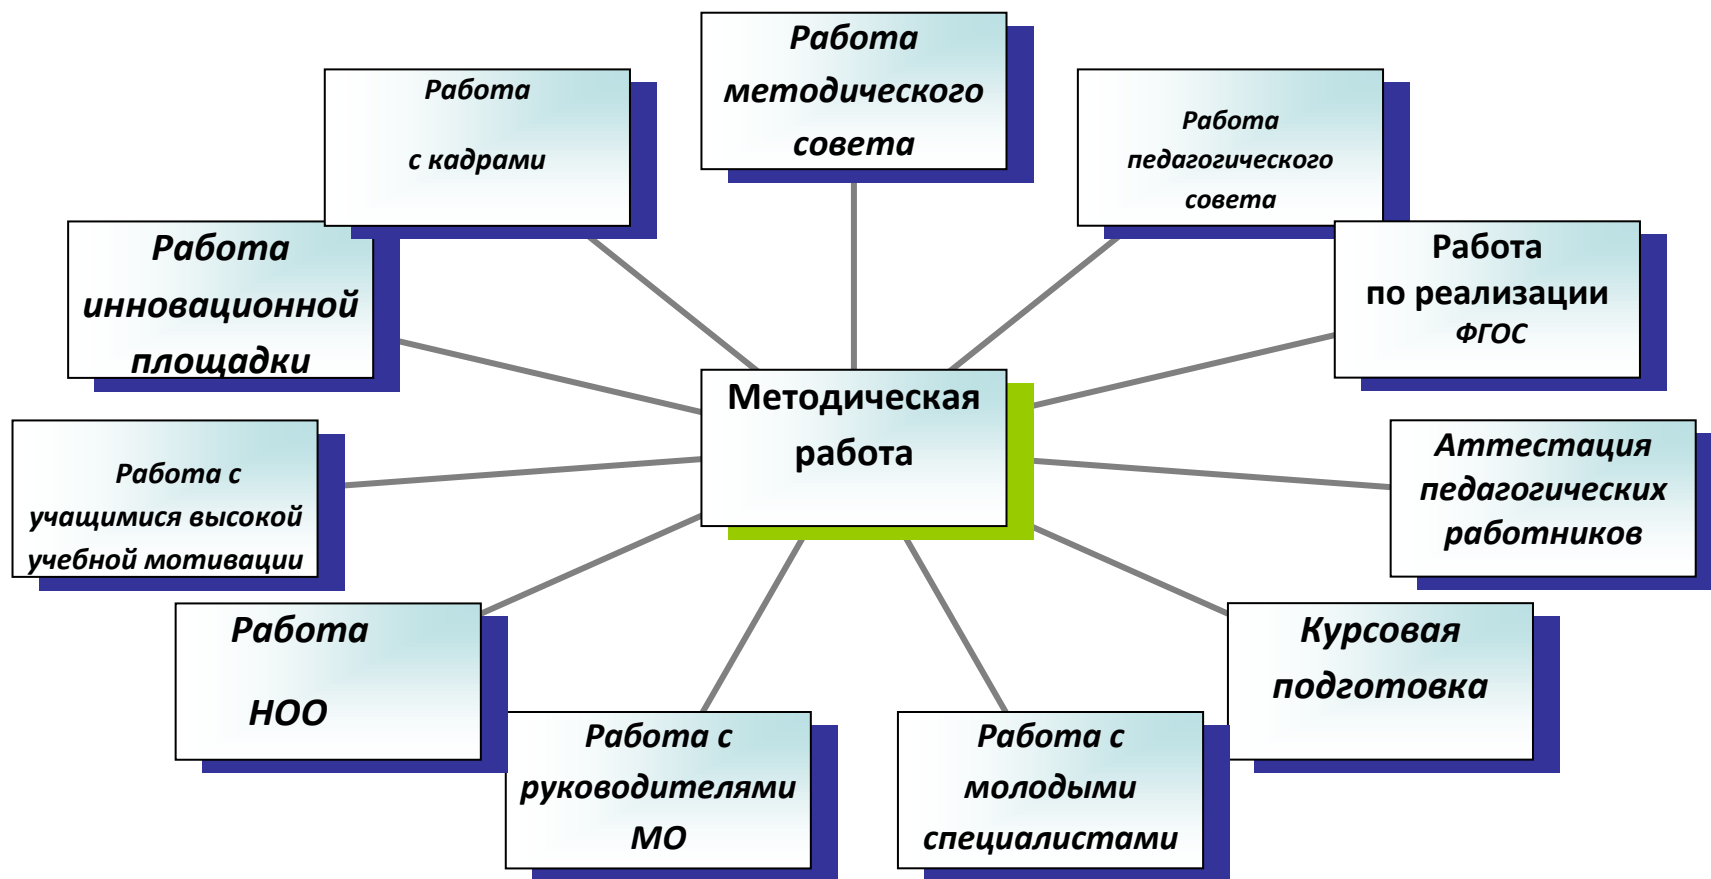 Работа
методического
совета
Работа
педагогического
совета
Работа
по реализации
ФГОС
Аттестация
педагогических
работников
Курсовая
подготовка
Работа с
молодыми
специалистами
Работа с
руководителями
МО
Работа
НОО
Работа с
учащимися высокой
учебной мотивации
Работа
инновационной
площадки
Работа
с кадрами
Методическая
работа